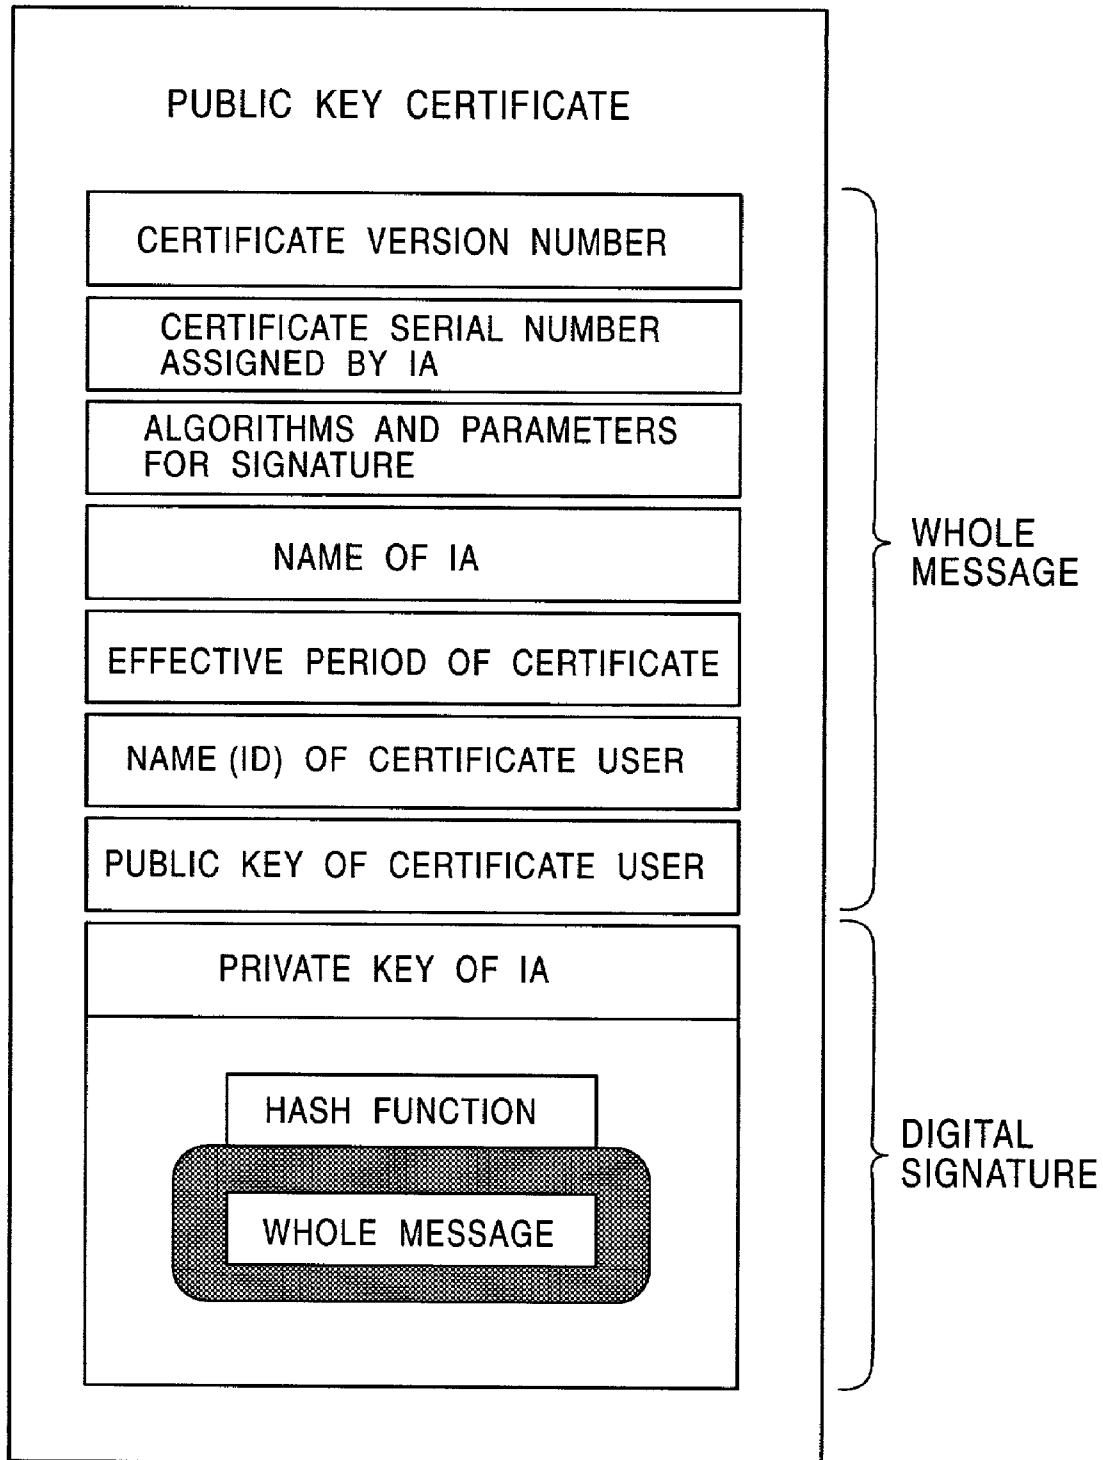 PUBLIC KEY CERTIFICATE
CERTIFICATE VERSION NUMBER
CERTIFICATE SERIAL NUMBER
ASSIGNED BY IA
ALGORITHMS AND PARAMETERS
FOR SIGNATURE
NAME OF IA
EFFECTIVE PERIOD OF CERTIFICATE
NAME (ID) OF CERTIFICATE USER
PUBLIC KEY OF CERTIFICATE USER
WHOLE
MESSAGE
PRIVATE KEY OF IA
HASH FUNCTION
WHOLE MESSAGE
DIGITAL
SIGNATURE